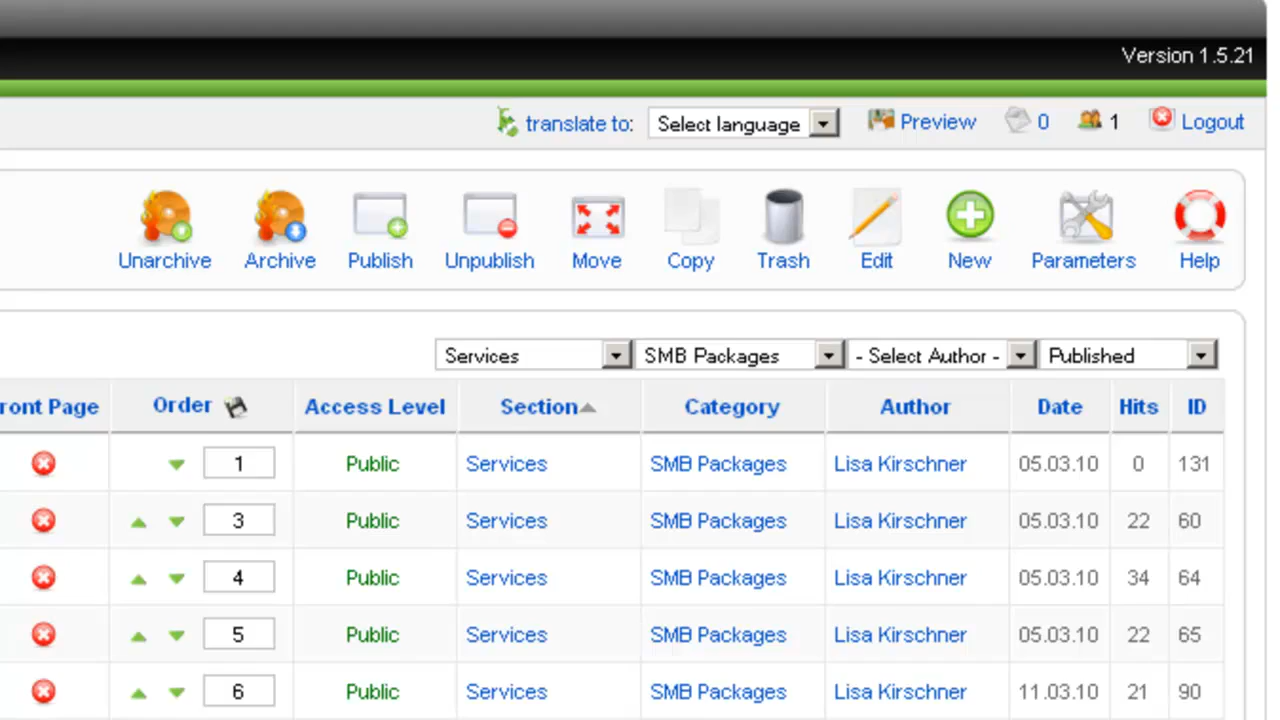 Version 1.5.21
translate to: Select language Preview 0 1 Logout
Unarchive Archive Publish Unpublish Move Copy Trash Edit New Parameters Help
Services SMB Packages - Select Author - Published
ront Page Order Access Level Section Category Author Date Hits ID
1 Public Services SMB Packages Lisa Kirschner 05.03.10 0 131
3 Public Services SMB Packages Lisa Kirschner 05.03.10 22 60
4 Public Services SMB Packages Lisa Kirschner 05.03.10 34 64
5 Public Services SMB Packages Lisa Kirschner 05.03.10 22 65
6 Public Services SMB Packages Lisa Kirschner 11.03.10 21 90